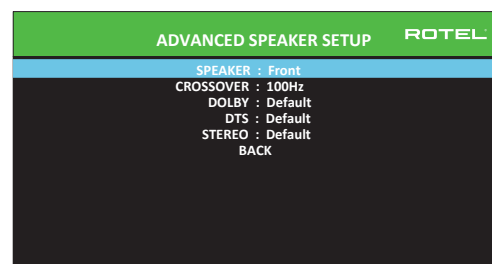 ADVANCED SPEAKER SETUP
ROTEL
SPEAKER : Front
CROSSOVER : 100Hz
DOLBY : Default
DTS : Default
STEREO : Default
BACK